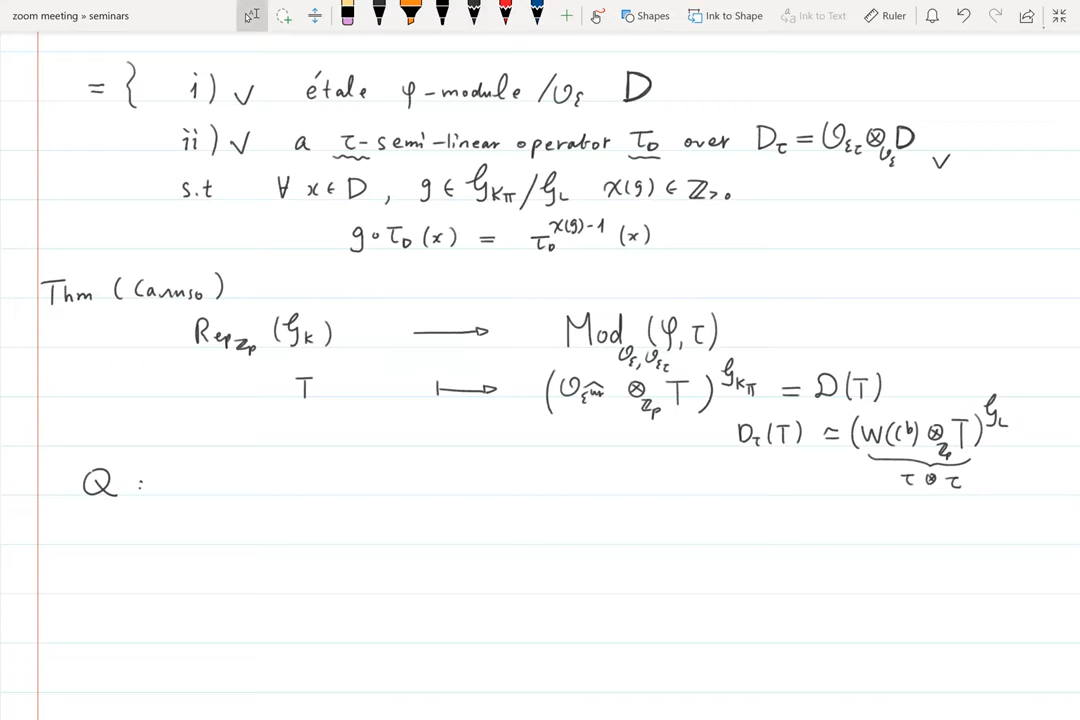 zoom meeting » seminars
Shapes Ink to Shape Ink to Text Ruler
= { i) √ étale φ-module /O_ℰ D
ii) √ a τ-semi-linear operator τ_D over D_τ = O_{ℰ_τ} ⊗_{O_ℰ} D √
s.t ∀ x ∈ D , g ∈ 𝒢_{K_π}/𝒢_L χ(g) ∈ ℤ_{>0}
g ∘ τ_D (x) = τ_D^{χ(g)-1} (x)
Thm (Caruso)
Rep_{ℤ_p} (𝒢_K) ⟶ Mod_{O_ℰ, O_{ℰ_τ}} (φ, τ)
T ⟼ (O_{\widehat{ℰ^{ur}}} ⊗_{ℤ_p} T)^{𝒢_{K_π}} = D(T)
D_τ(T) ≃ (W(C^♭) ⊗_{ℤ_p} T)^{𝒢_L}
τ ⊗ τ
Q :